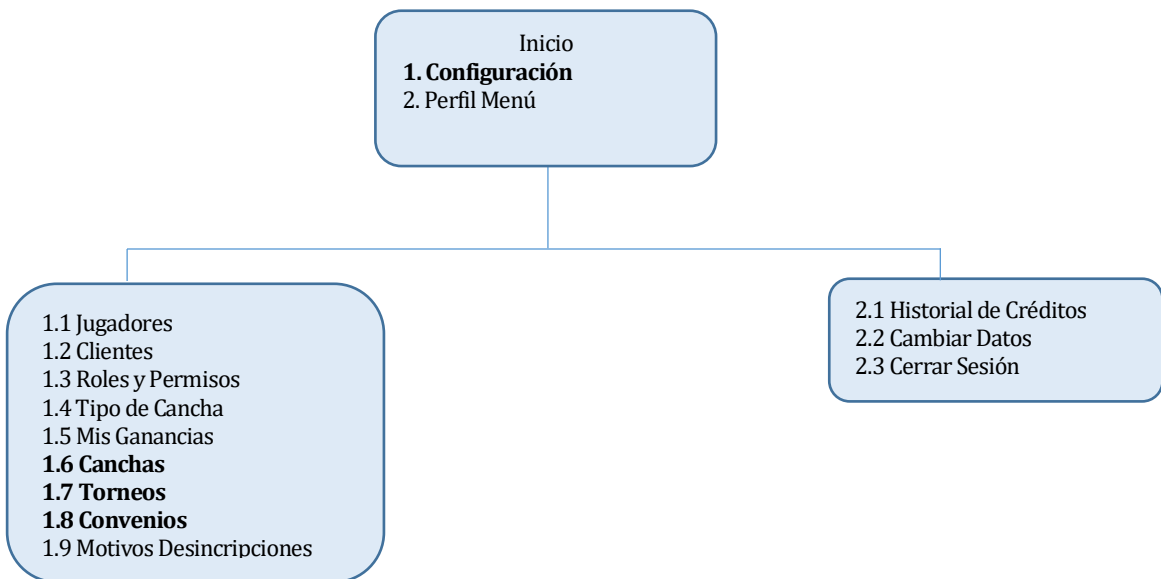 Inicio
1. Configuración
2. Perfil Menú
1.1 Jugadores
1.2 Clientes
1.3 Roles y Permisos
1.4 Tipo de Cancha
1.5 Mis Ganancias
1.6 Canchas
1.7 Torneos
1.8 Convenios
1.9 Motivos Desincripciones
2.1 Historial de Créditos
2.2 Cambiar Datos
2.3 Cerrar Sesión